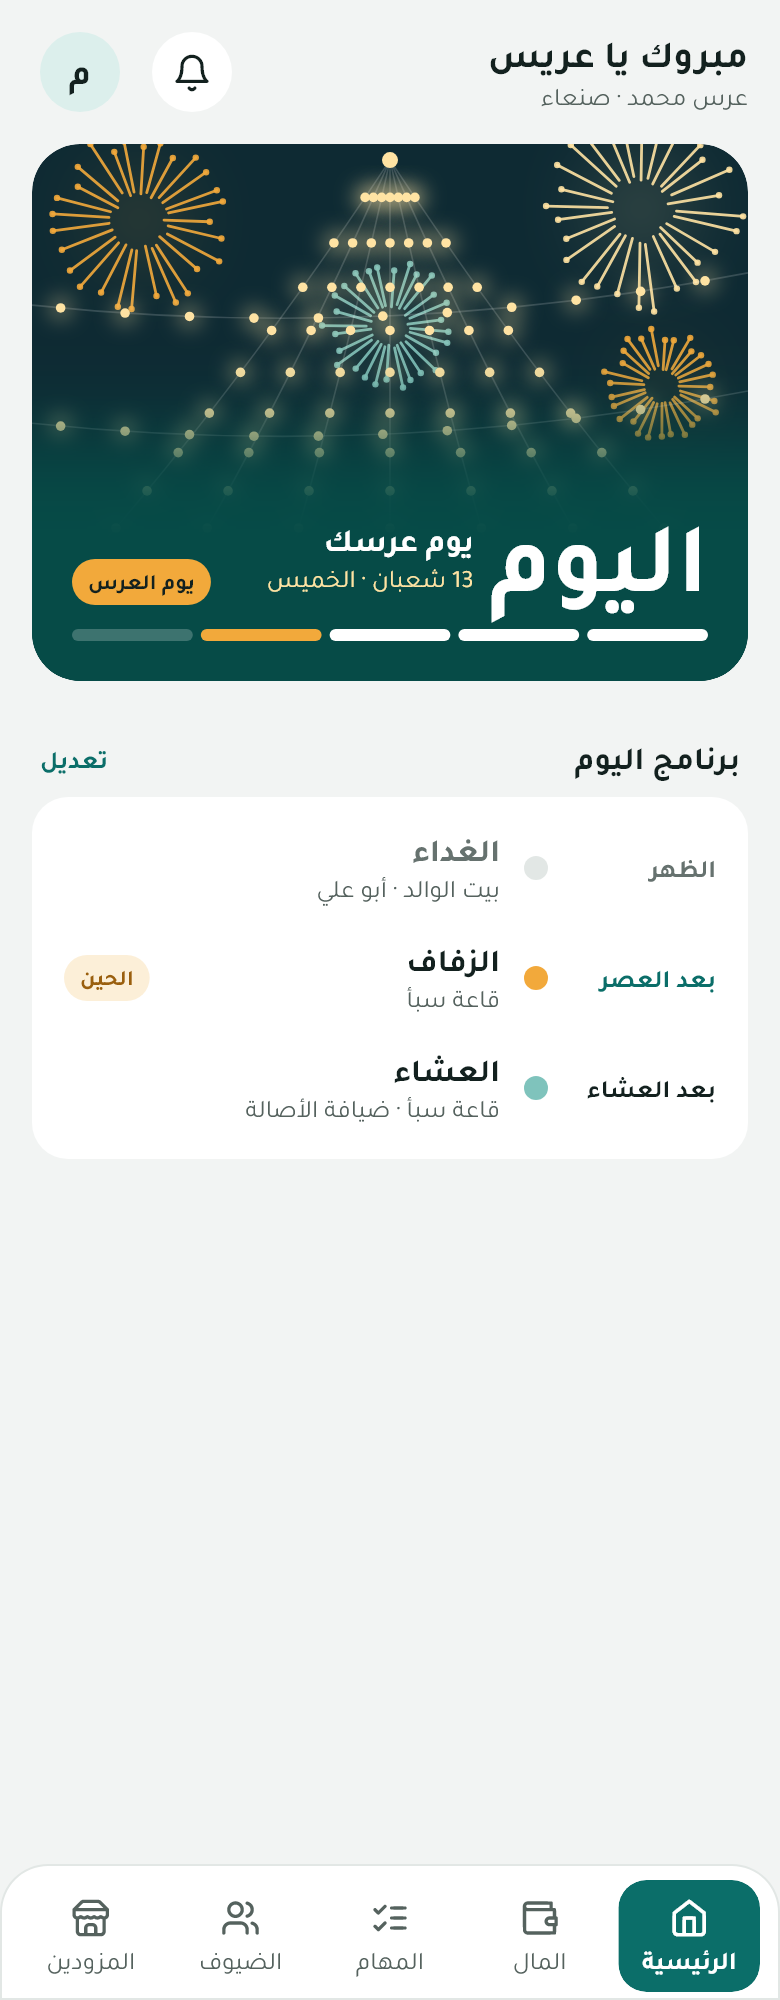 مبروك يا عريس
عرس محمد · صنعاء
م
اليوم
يوم عرسك
13 شعبان · الخميس
يوم العرس
برنامج اليوم
تعديل
الظهر
الغداء
بيت الوالد · أبو علي
بعد العصر
الزفاف
قاعة سبأ
الحين
بعد العشاء
العشاء
قاعة سبأ · ضيافة الأصالة
الرئيسية
المال
المهام
الضيوف
المزودين